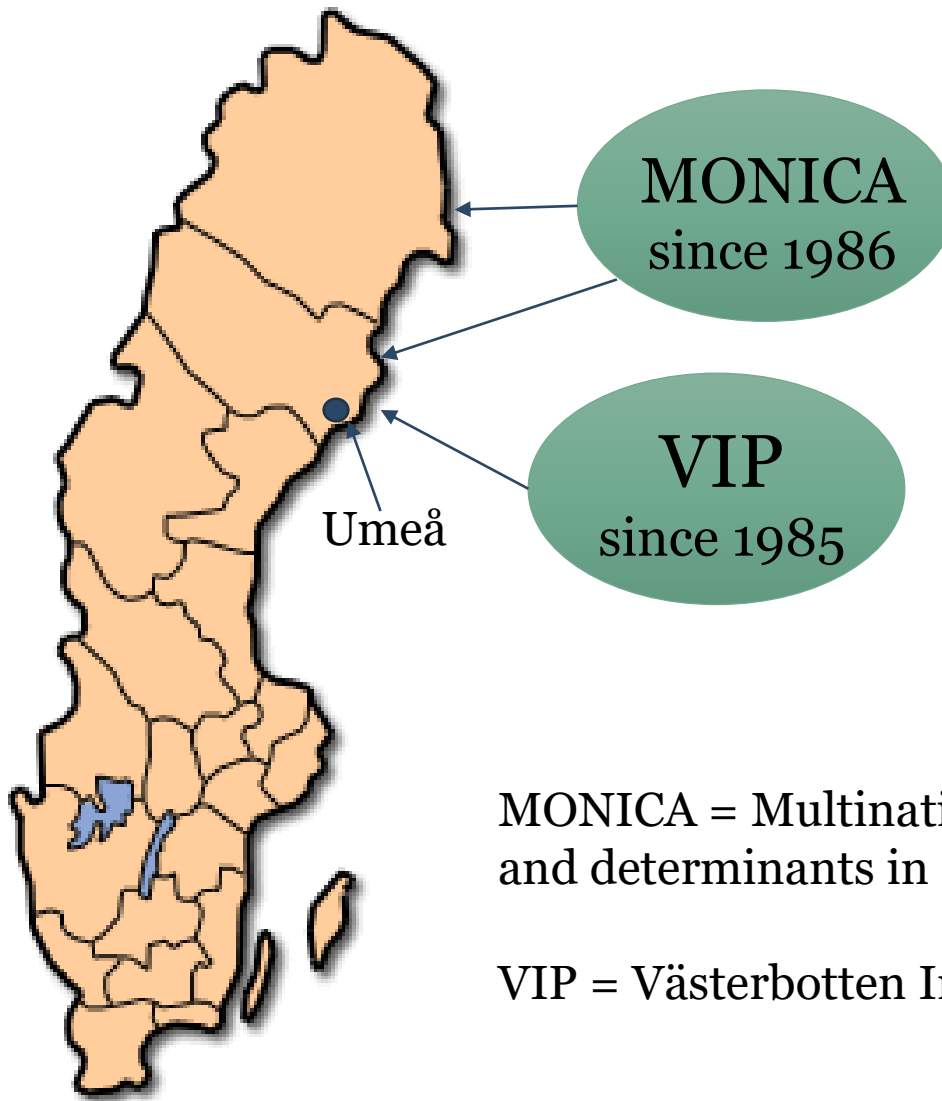 MONICA
since 1986
VIP
since 1985
Umeå
MONICA = Multinati
and determinants in
VIP = Västerbotten In